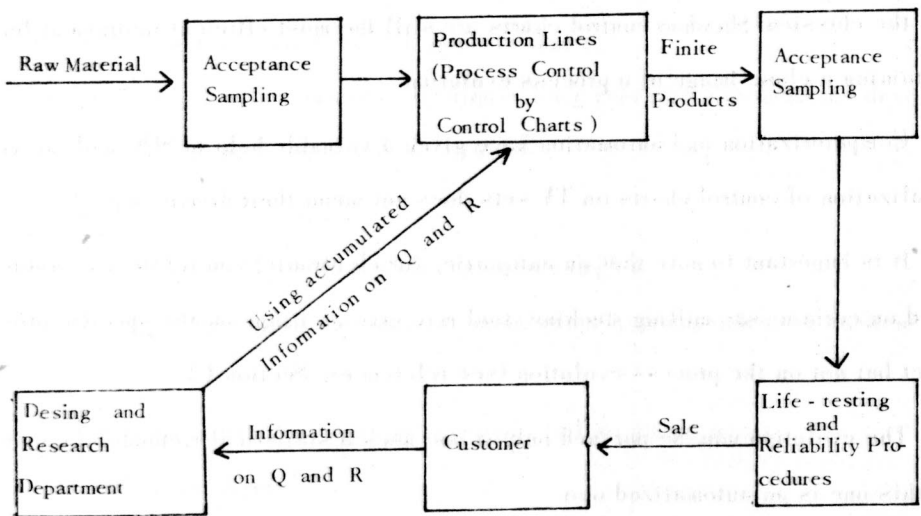 Raw Material
Acceptance
Sampling
Production Lines
(Process Control
by
Control Charts)
Finite
Products
Acceptance
Sampling
Using accumulated
Information on Q and R
Desing and
Research
Department
Information
on Q and R
Customer
Sale
Life - testing
and
Reliability Pro-
cedures